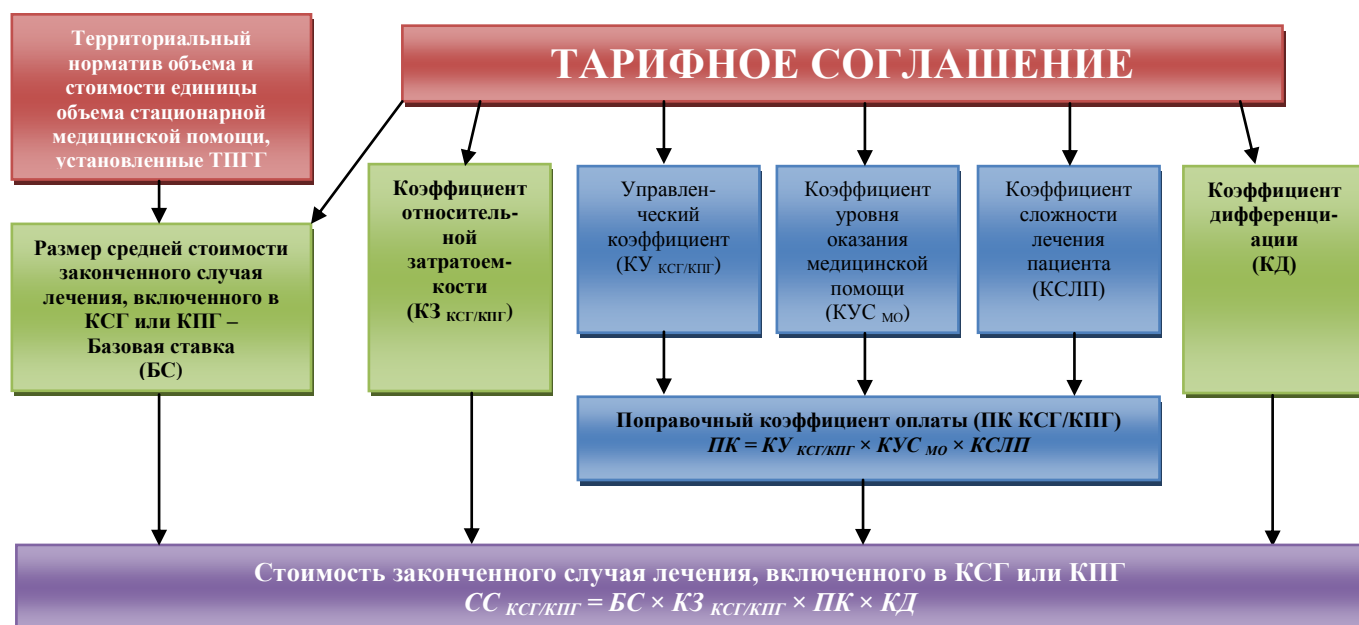 Территориальный
норматив объема и
стоимости единицы
объема стационарной
медицинской помощи,
установленные ТПГГ
ТАРИФНОЕ СОГЛАШЕНИЕ
Размер средней стоимости
законченного случая
лечения, включенного в
КСГ или КПГ –
Базовая ставка
(БС)
Коэффициент
относитель-
ной
затратоем-
кости
(КЗ КСГ/КПГ)
Управлен-
ческий
коэффициент
(КУ КСГ/КПГ)
Коэффициент
уровня
оказания
медицинской
помощи
(КУС МО)
Коэффициент
сложности
лечения
пациента
(КСЛП)
Коэффициент
дифференци-
ации
(КД)
Поправочный коэффициент оплаты (ПК КСГ/КПГ)
ПК = КУ КСГ/КПГ × КУС МО × КСЛП
Стоимость законченного случая лечения, включенного в КСГ или КПГ
СС КСГ/КПГ = БС × КЗ КСГ/КПГ × ПК × КД